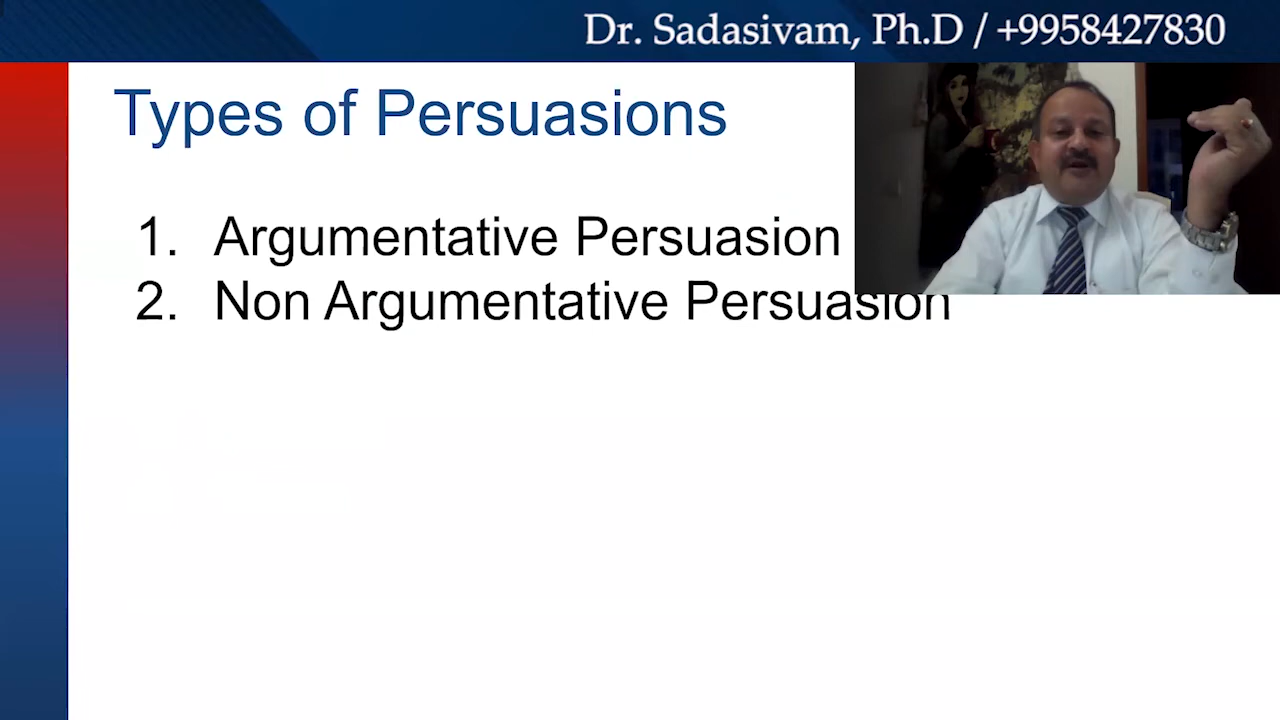 Dr. Sadasivam, Ph.D / +9958427830
Types of Persuasions
1. Argumentative Persuasion
2. Non Argumentative Persuasion